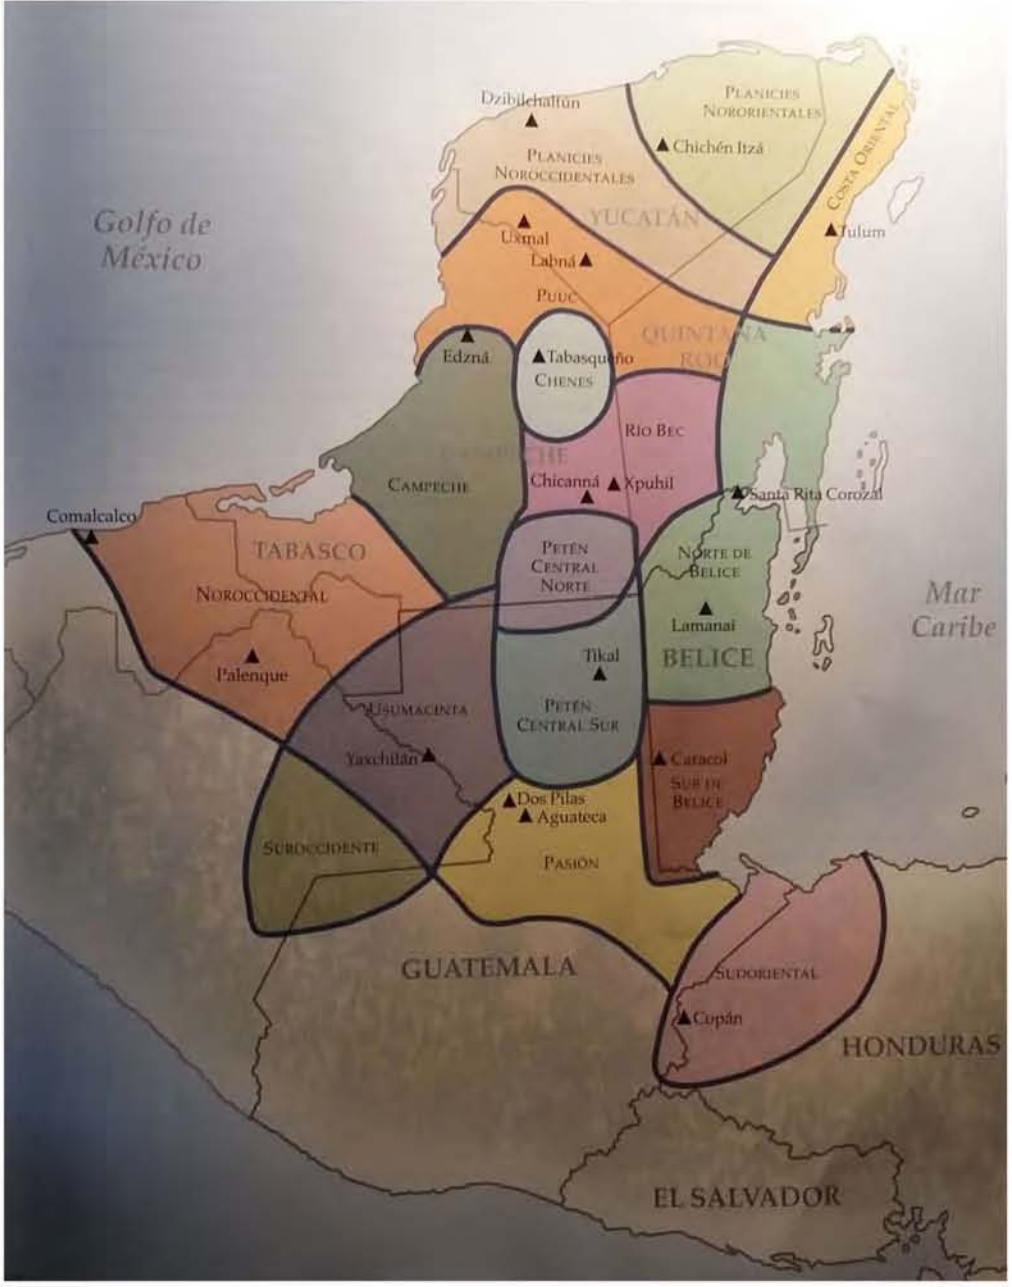 Dzibilchaltún
PLANICIES
NORORIENTALES
Chichén Itzá
PLANICIES
NOROCCIDENTALES
COSTA ORIENTAL
YUCATÁN
Golfo de
México
Uxmal
Tulum
Labná
PUUC
QUINTANA
ROO
Edzná
Tabasqueño
CHENES
RÍO BEC
CAMPECHE
CAMPECHE
Chicanná
Xpuhil
Santa Rita Corozal
Comalcalco
TABASCO
PETÉN
CENTRAL
NORTE
NORTE DE
BELICE
NOROCCIDENTAL
Mar
Caribe
Lamanai
Palenque
Tikal
BELICE
USUMACINTA
PETÉN
CENTRAL SUR
Yaxchilán
Caracol
SUR DE
BELICE
Dos Pilas
Aguateca
SUROCCIDENTE
PASIÓN
GUATEMALA
SUDORIENTAL
Copán
HONDURAS
EL SALVADOR